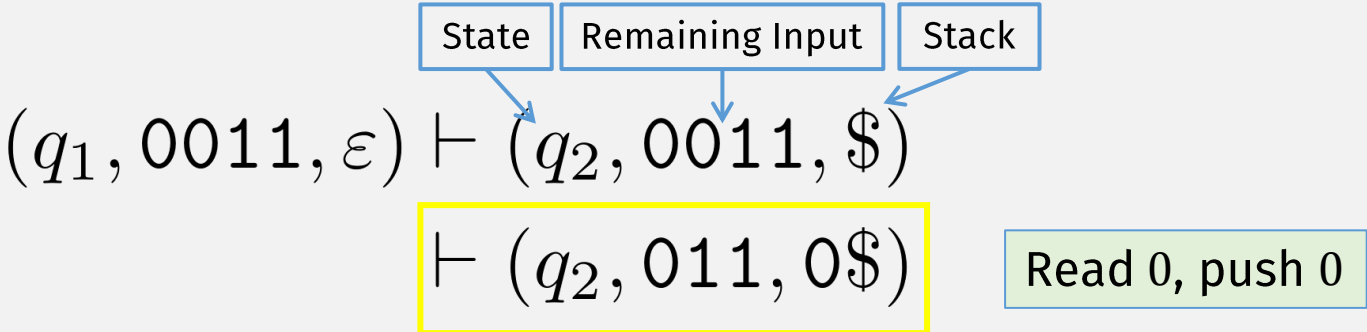 State Remaining Input Stack
(q₁, 0011, ε) ⊢ (q₂, 0011, $)
⊢ (q₂, 011, 0$)
Read 0, push 0